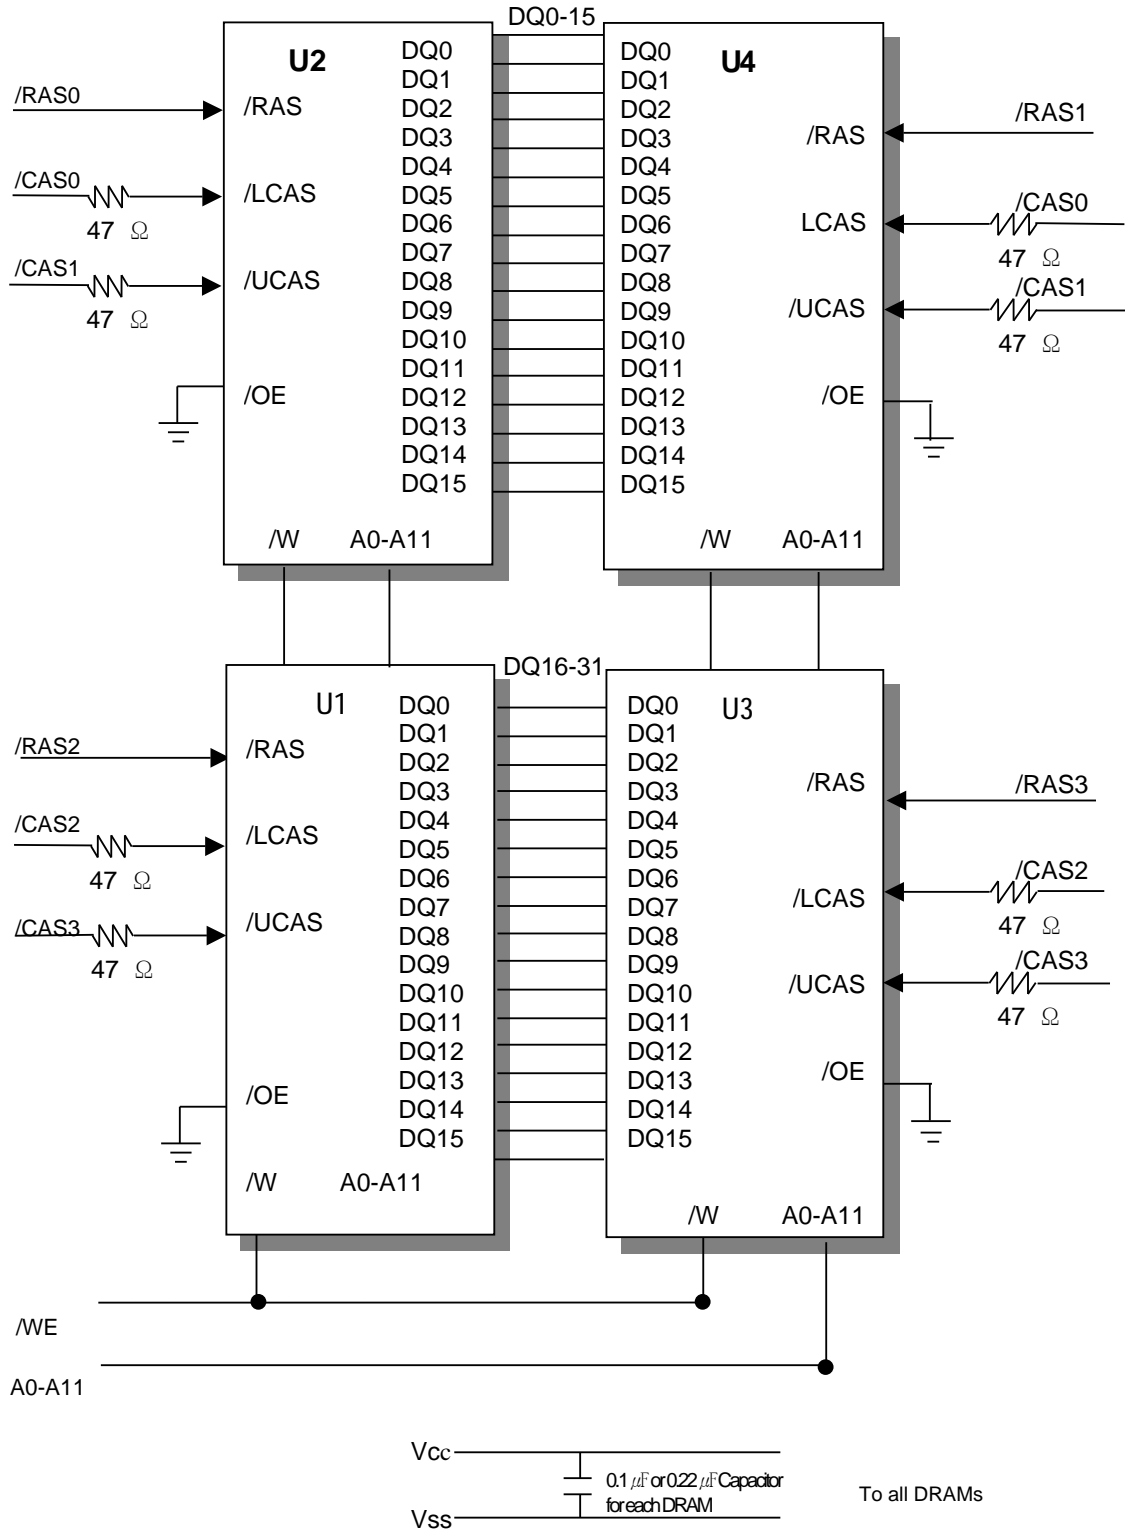 DQ0-15
U2
DQ0
DQ1
DQ2
DQ3
DQ4
DQ5
DQ6
DQ7
DQ8
DQ9
DQ10
DQ11
DQ12
DQ13
DQ14
DQ15
/RAS0
/RAS
/CAS0
/LCAS
47 Ω
/CAS1
/UCAS
47 Ω
/OE
/W
A0-A11
U4
DQ0
DQ1
DQ2
DQ3
DQ4
DQ5
DQ6
DQ7
DQ8
DQ9
DQ10
DQ11
DQ12
DQ13
DQ14
DQ15
/RAS
/RAS1
LCAS
/CAS0
47 Ω
/UCAS
/CAS1
47 Ω
/OE
/W
A0-A11
DQ16-31
U1
DQ0
DQ1
DQ2
DQ3
DQ4
DQ5
DQ6
DQ7
DQ8
DQ9
DQ10
DQ11
DQ12
DQ13
DQ14
DQ15
/RAS2
/RAS
/CAS2
/LCAS
47 Ω
/CAS3
/UCAS
47 Ω
/OE
/W
A0-A11
U3
DQ0
DQ1
DQ2
DQ3
DQ4
DQ5
DQ6
DQ7
DQ8
DQ9
DQ10
DQ11
DQ12
DQ13
DQ14
DQ15
/RAS
/RAS3
/LCAS
/CAS2
47 Ω
/UCAS
/CAS3
47 Ω
/OE
/W
A0-A11
/WE
A0-A11
Vcc
0.1 μF or 0.22 μF Capacitor
for each DRAM
Vss
To all DRAMs